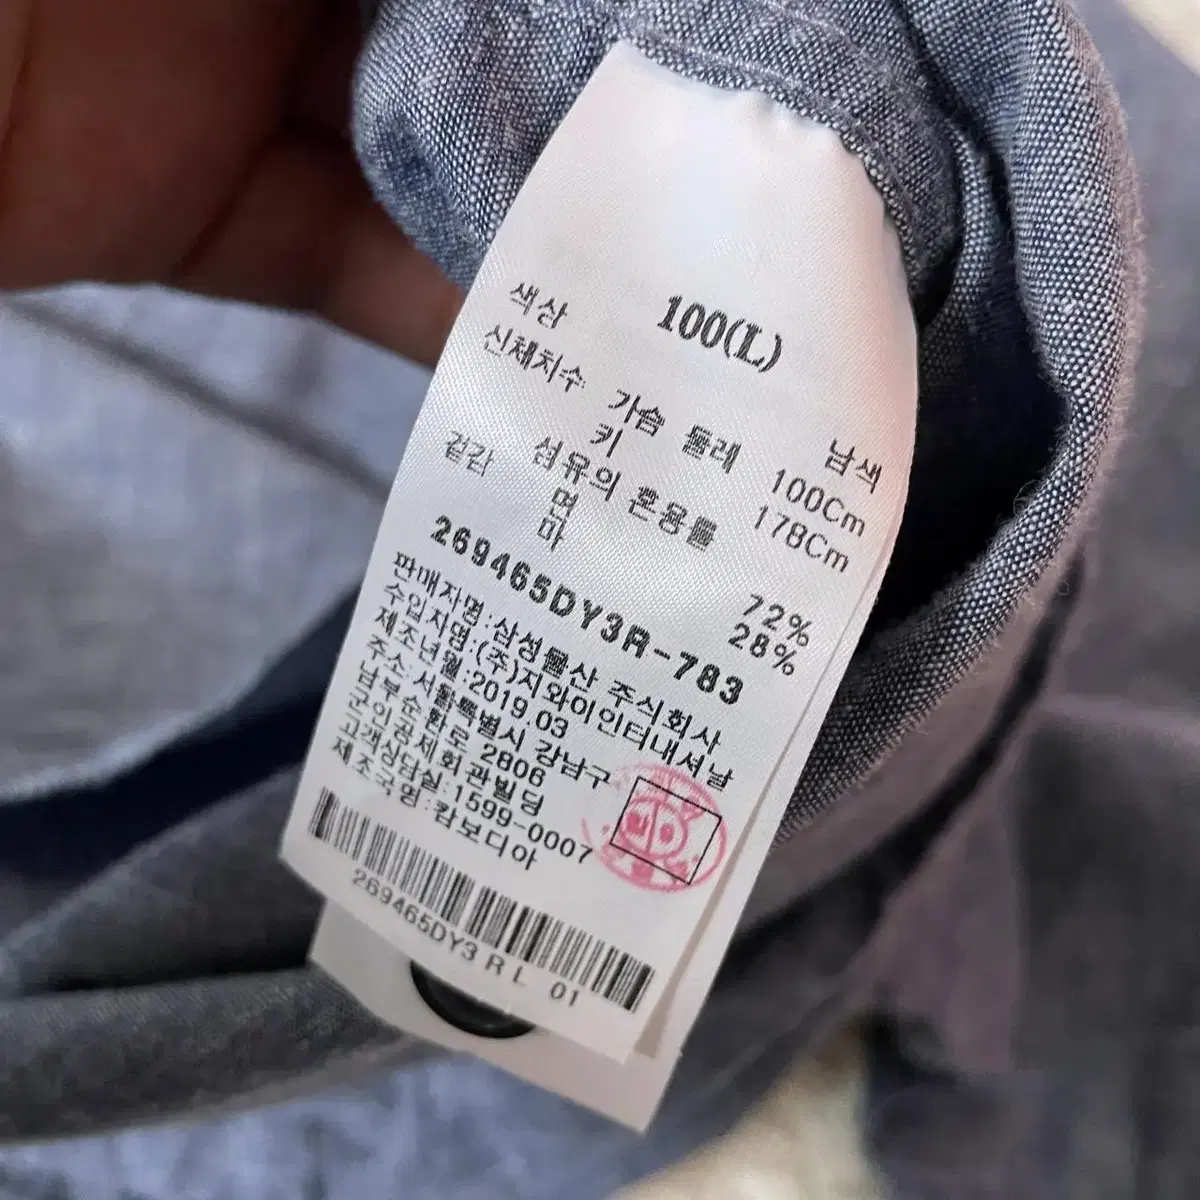 100(L)
색상 남색
신체치수 가슴 둘레 100Cm
키 178Cm
섬유의 혼용률
겉감 면 72%
마 28%
269465DY3R-783
판매자명:삼성물산 주식회사
수입자명:(주)지와이인터내셔날
제조년월:2019.03
주소:서울특별시 강남구
남부순환로 2806
군인공제회관빌딩
고객상담실:1599-0007
제조국명:캄보디아
269465DY3 R L 01